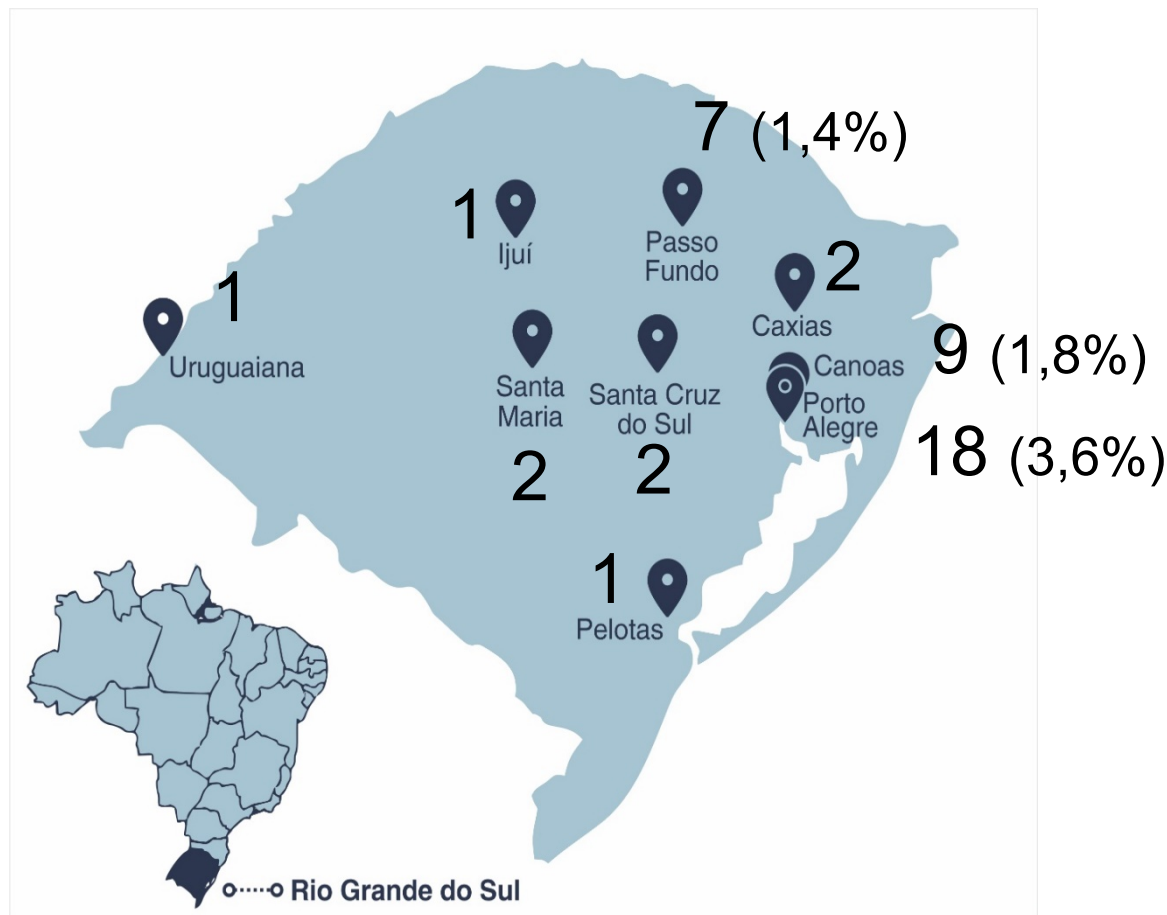 7 (1,4%)
1
Ijuí
Passo
Fundo
2
Caxias
1
Uruguaiana
Santa
Maria
2
Santa Cruz
do Sul
2
Canoas
9 (1,8%)
Porto
Alegre
18 (3,6%)
1
Pelotas
Rio Grande do Sul